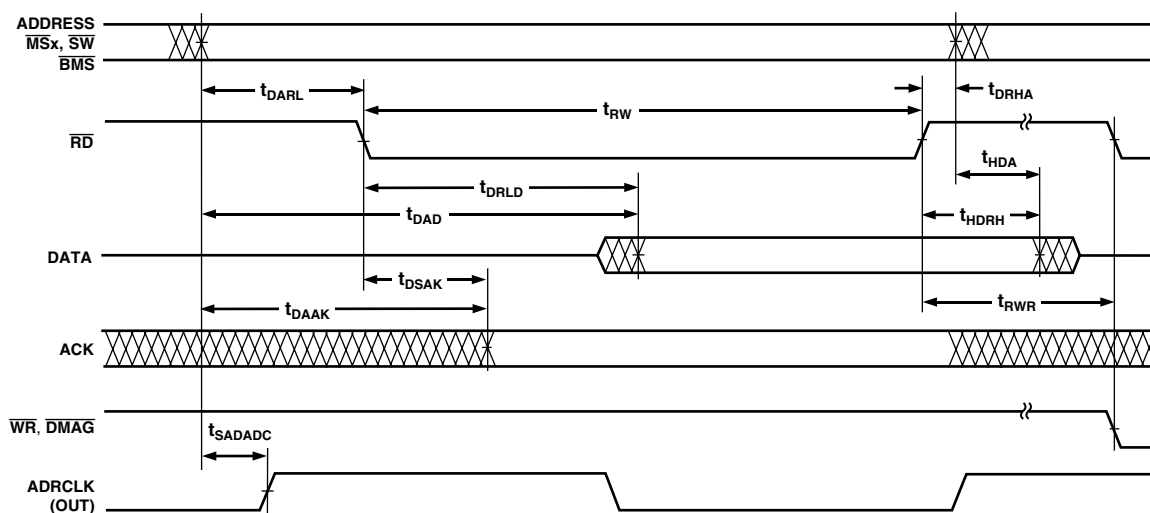 ADDRESS
MSx, SW
BMS
tDARL
tRW
tDRHA
RD
tHDA
tDRLD
tDAD
tHDRH
DATA
tDSAK
tDAAK
tRWR
ACK
WR, DMAG
tSADADC
ADRCLK
(OUT)